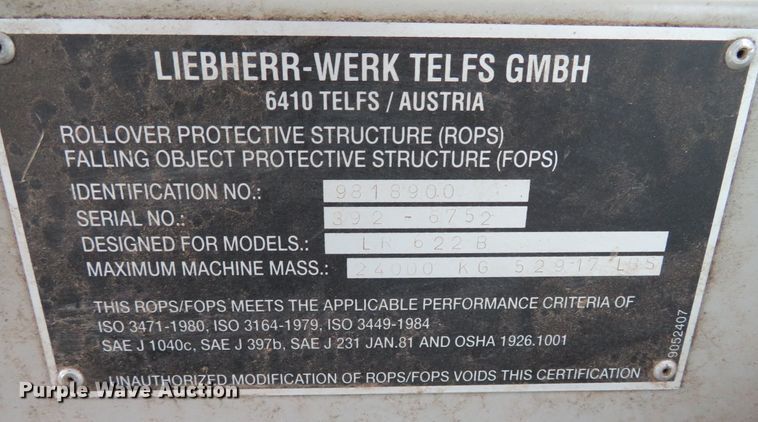 LIEBHERR-WERK TELFS GMBH
6410 TELFS / AUSTRIA
ROLLOVER PROTECTIVE STRUCTURE (ROPS)
FALLING OBJECT PROTECTIVE STRUCTURE (FOPS)
IDENTIFICATION NO.: 9818900
SERIAL NO.: 392 - 6752
DESIGNED FOR MODELS.: LR 622 B
MAXIMUM MACHINE MASS.: 24000 KG 52917 LBS
THIS ROPS/FOPS MEETS THE APPLICABLE PERFORMANCE CRITERIA OF
ISO 3471-1980, ISO 3164-1979, ISO 3449-1984
SAE J 1040c, SAE J 397b, SAE J 231 JAN.81 AND OSHA 1926.1001
UNAUTHORIZED MODIFICATION OF ROPS/FOPS VOIDS THIS CERTIFICATION
9052407
Purple Wave Auction